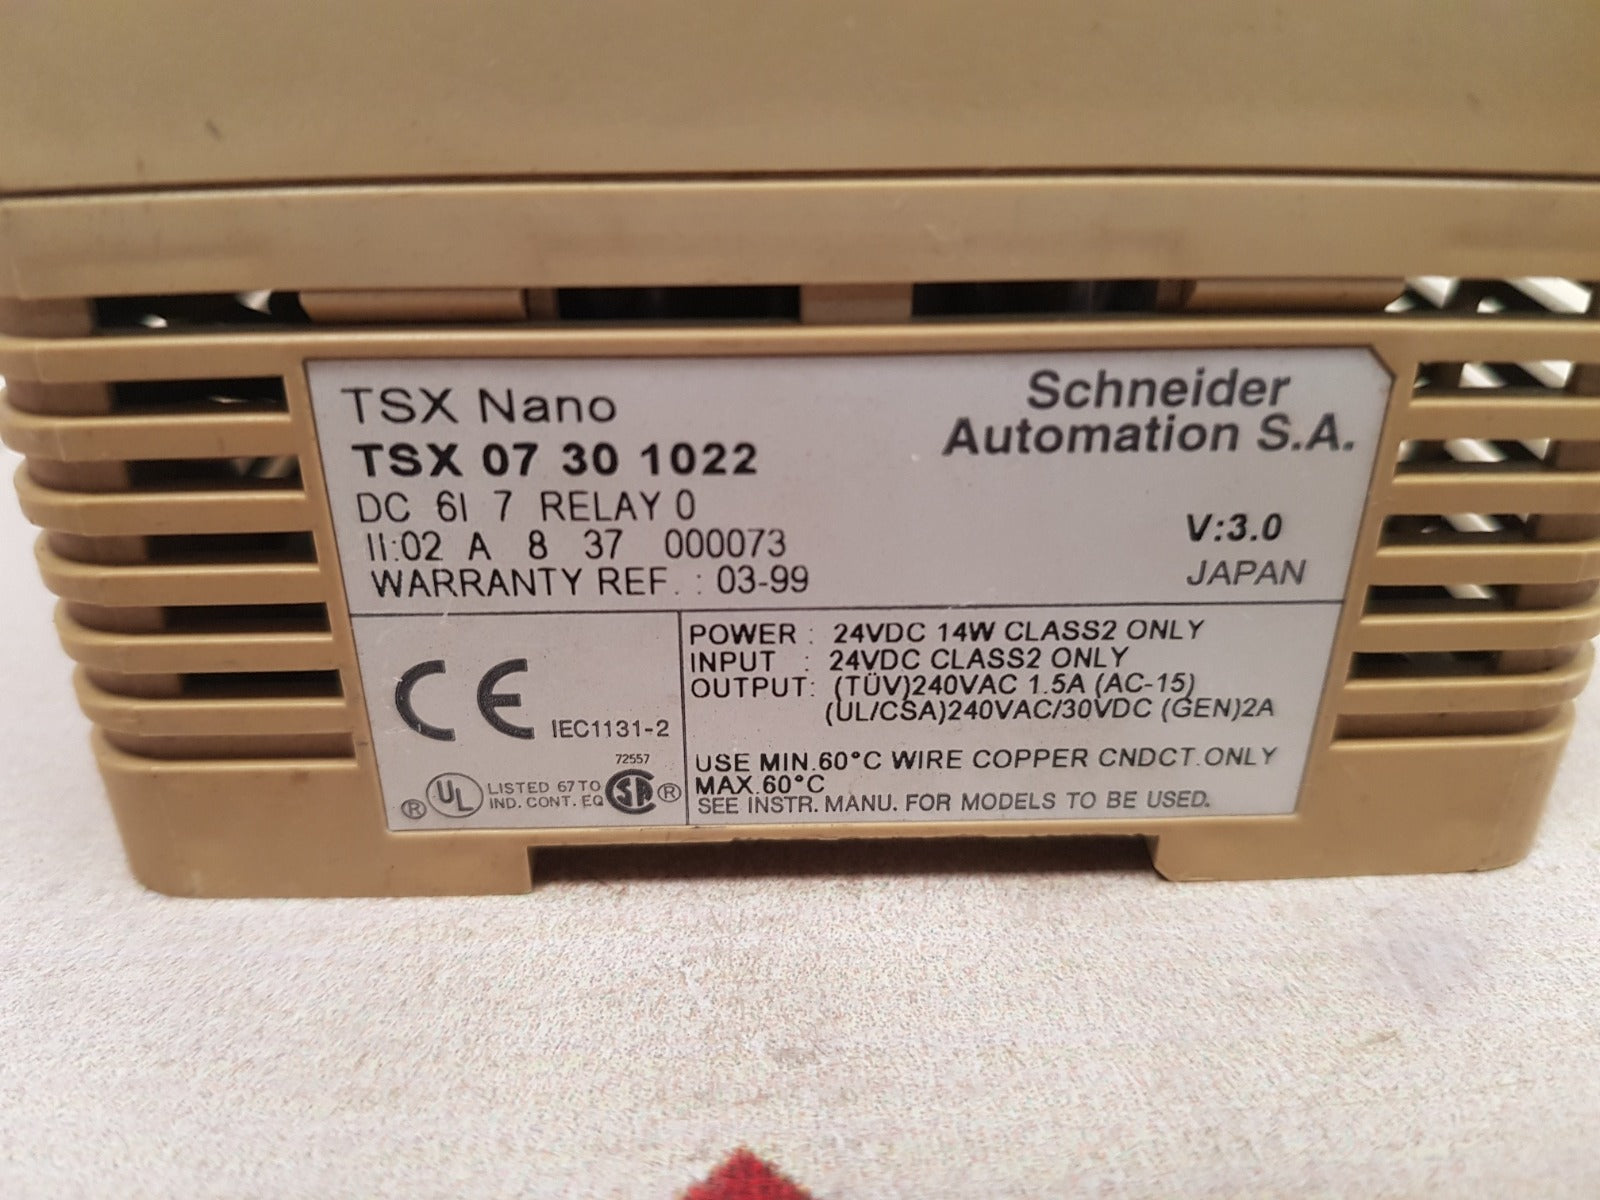 TSX Nano
TSX 07 30 1022
DC 6I 7 RELAY 0
II:02 A 8 37 000073
WARRANTY REF. : 03-99
Schneider
Automation S.A.
V:3.0
JAPAN
CE IEC1131-2
72557
® UL LISTED 67TO SA ®
IND. CONT. EQ
POWER : 24VDC 14W CLASS2 ONLY
INPUT : 24VDC CLASS2 ONLY
OUTPUT: (TÜV)240VAC 1.5A (AC-15)
(UL/CSA)240VAC/30VDC (GEN)2A
USE MIN.60°C WIRE COPPER CNDCT.ONLY
MAX.60°C
SEE INSTR. MANU. FOR MODELS TO BE USED.